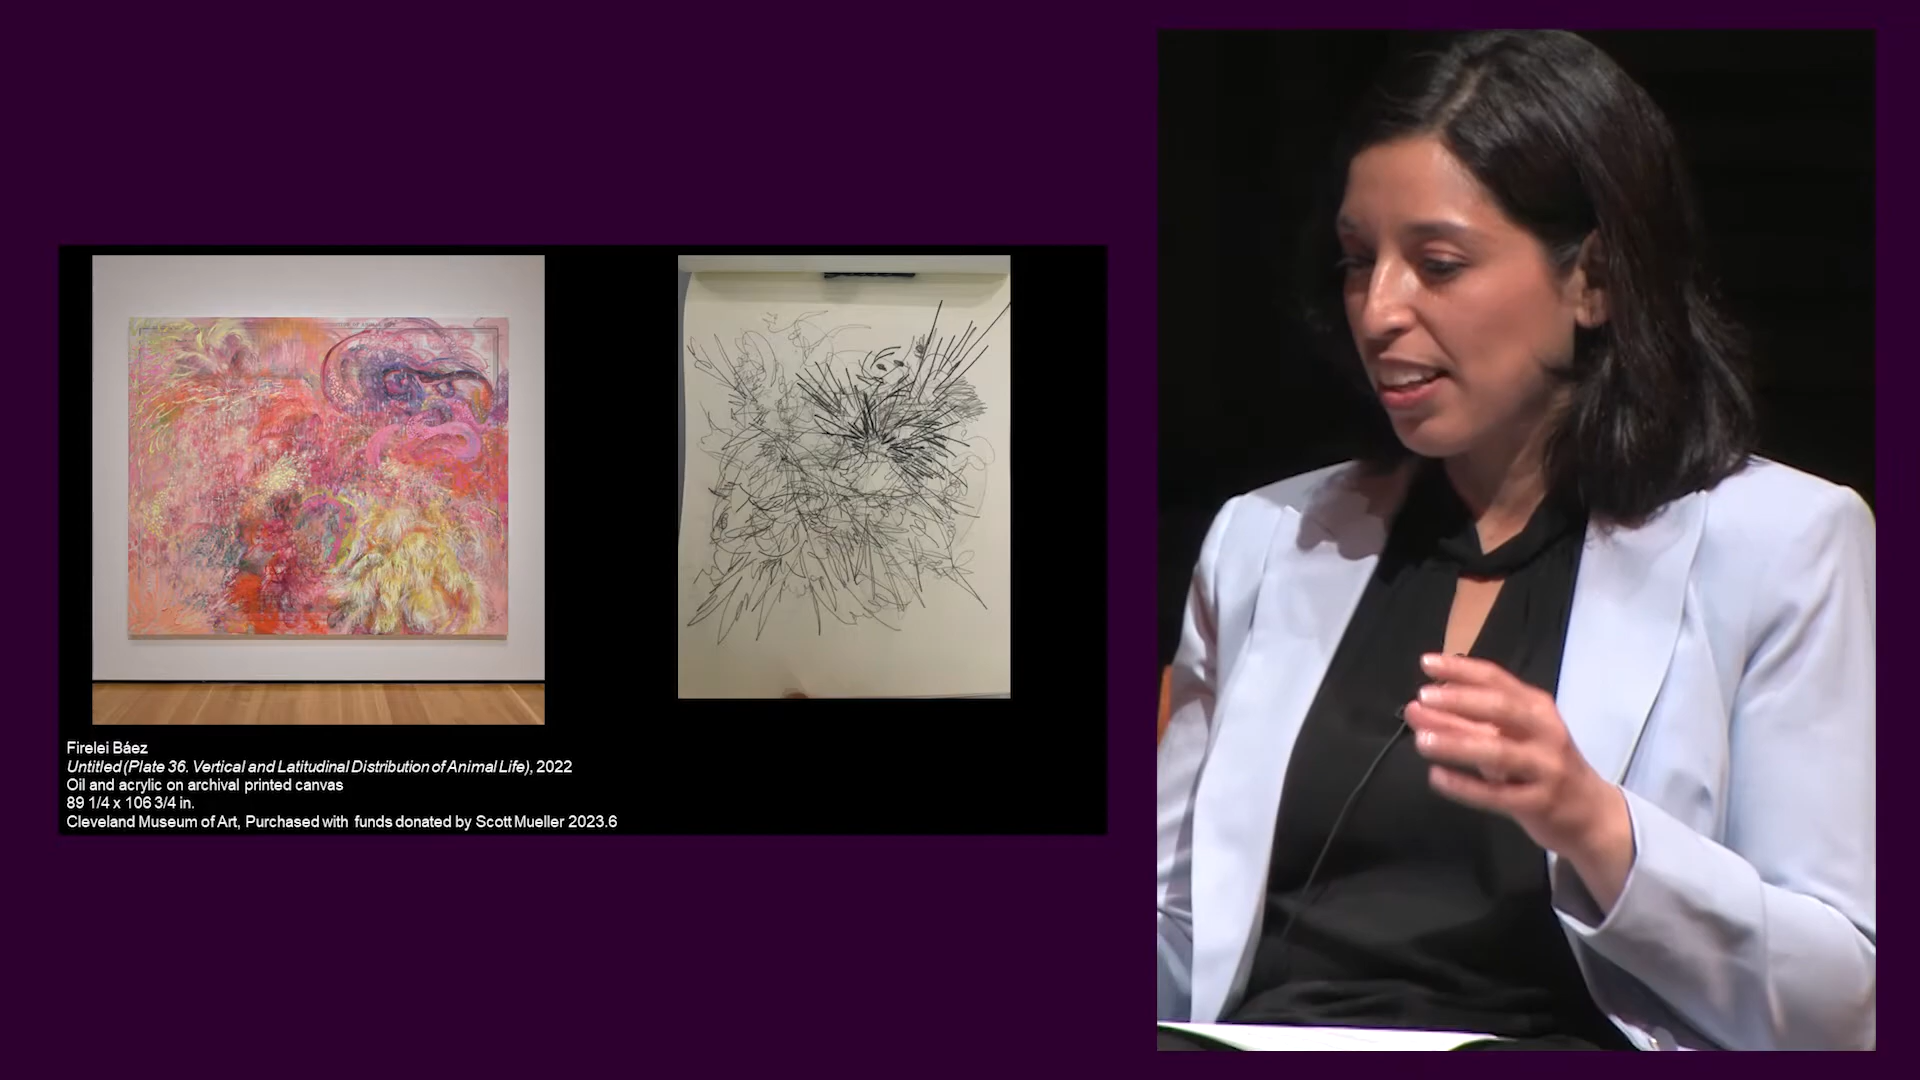 Firelei Báez
Untitled (Plate 36. Vertical and Latitudinal Distribution of Animal Life), 2022
Oil and acrylic on archival printed canvas
89 1/4 x 106 3/4 in.
Cleveland Museum of Art, Purchased with funds donated by Scott Mueller 2023.6